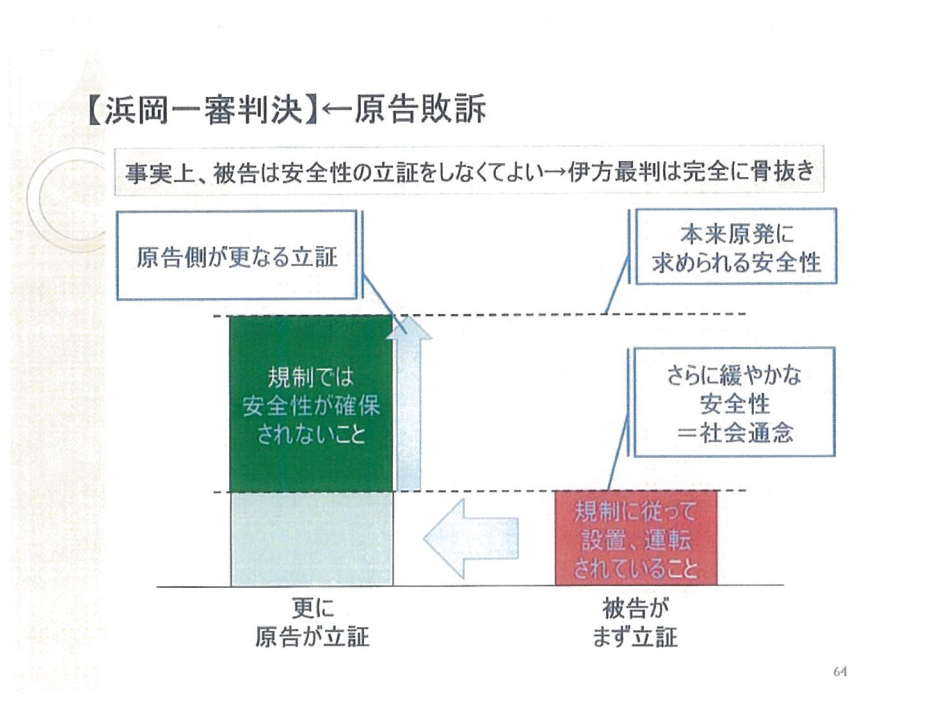 【浜岡一審判決】←原告敗訴
事実上、被告は安全性の立証をしなくてよい→伊方最判は完全に骨抜き
原告側が更なる立証
本来原発に
求められる安全性
規制では
安全性が確保
されないこと
さらに緩やかな
安全性
＝社会通念
規制に従って
設置、運転
されていること
更に
原告が立証
被告が
まず立証
64